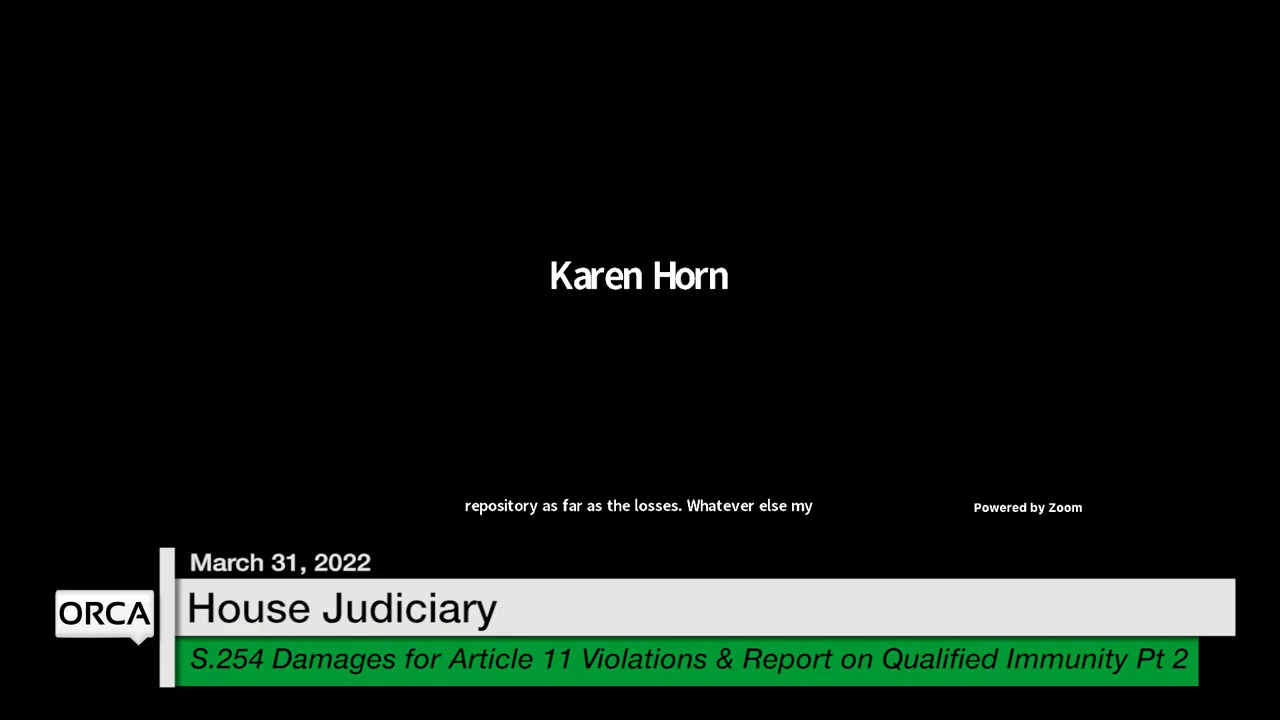 Karen Horn
repository as far as the losses. Whatever else my
Powered by Zoom
March 31, 2022
ORCA
House Judiciary
S.254 Damages for Article 11 Violations & Report on Qualified Immunity Pt 2